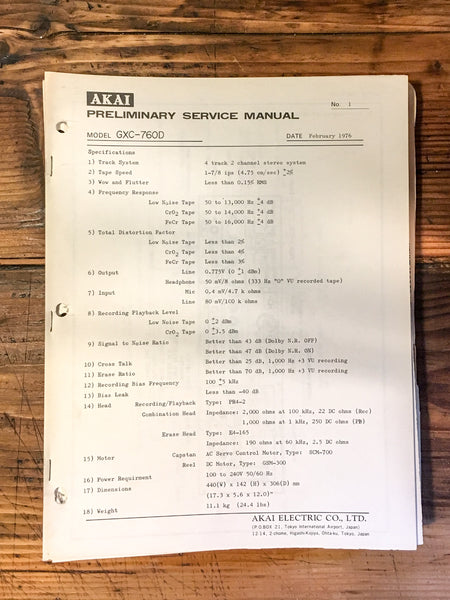 AKAI
No. 1
PRELIMINARY SERVICE MANUAL
MODEL GXC-760D DATE February 1976
Specifications
1) Track System 4 track 2 channel stereo system
2) Tape Speed 1-7/8 ips (4.75 cm/sec) ±2%
3) Wow and Flutter Less than 0.15% RMS
4) Frequency Response
Low Noise Tape 50 to 13,000 Hz ±4 dB
CrO2 Tape 50 to 14,000 Hz ±4 dB
FeCr Tape 50 to 16,000 Hz ±4 dB
5) Total Distortion Factor
Low Noise Tape Less than 2%
CrO2 Tape Less than 4%
FeCr Tape Less than 3%
6) Output Line 0.775V (0 ±1 dBm)
Headphone 50 mV/8 ohms (333 Hz "0" VU recorded tape)
7) Input Mic 0.4 mV/4.7 k ohms
Line 80 mV/100 k ohms
8) Recording Playback Level
Low Noise Tape 0 ±2 dBm
CrO2 Tape 0 ±3.5 dBm
9) Signal to Noise Ratio Better than 43 dB (Dolby N.R. OFF)
Better than 47 dB (Dolby N.R. ON)
10) Cross Talk Better than 25 dB, 1,000 Hz +3 VU recording
11) Erase Ratio Better than 70 dB, 1,000 Hz +3 VU recording
12) Recording Bias Frequency 100 ±5 kHz
13) Bias Leak Less than -40 dB
14) Head Recording/Playback Type: PB4-2
Combination Head Impedance: 2,000 ohms at 100 kHz, 22 DC ohms (Rec)
1,000 ohms at 1 kHz, 250 DC ohms (PB)
Erase Head Type: E4-165
Impedance: 190 ohms at 60 kHz, 2.5 DC ohms
15) Motor Capstan AC Servo Control Motor, Type: SCM-700
Reel DC Motor, Type: GSM-300
16) Power Requirment 100 to 240V 50/60 Hz
17) Dimensions 440(W) x 142 (H) x 306(D) mm
(17.3 x 5.6 x 12.0)"
18) Weight 11.1 kg (24.4 lbs)
AKAI ELECTRIC CO., LTD.
(P.O.BOX 21, Tokyo International Airport, Japan)
12-14, 2-chome, Higashi-Kojiya, Ohta-ku, Tokyo, Japan